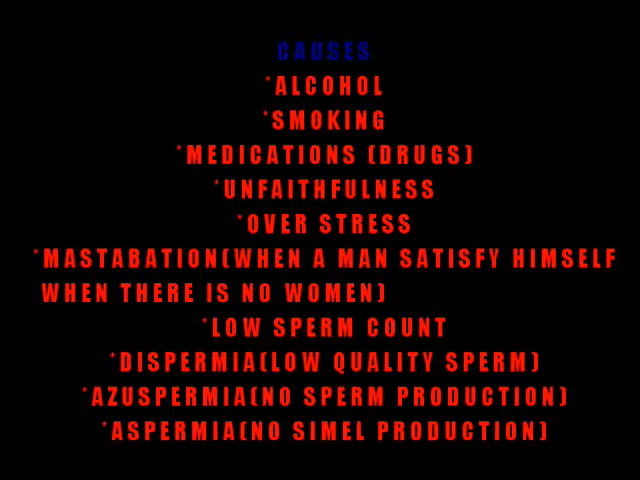 CAUSES
*ALCOHOL
*SMOKING
*MEDICATIONS (DRUGS)
*UNFAITHFULNESS
*OVER STRESS
*MASTABATION(WHEN A MAN SATISFY HIMSELF
WHEN THERE IS NO WOMEN)
*LOW SPERM COUNT
*DISPERMIA(LOW QUALITY SPERM)
*AZUSPERMIA(NO SPERM PRODUCTION)
*ASPERMIA(NO SIMEL PRODUCTION)